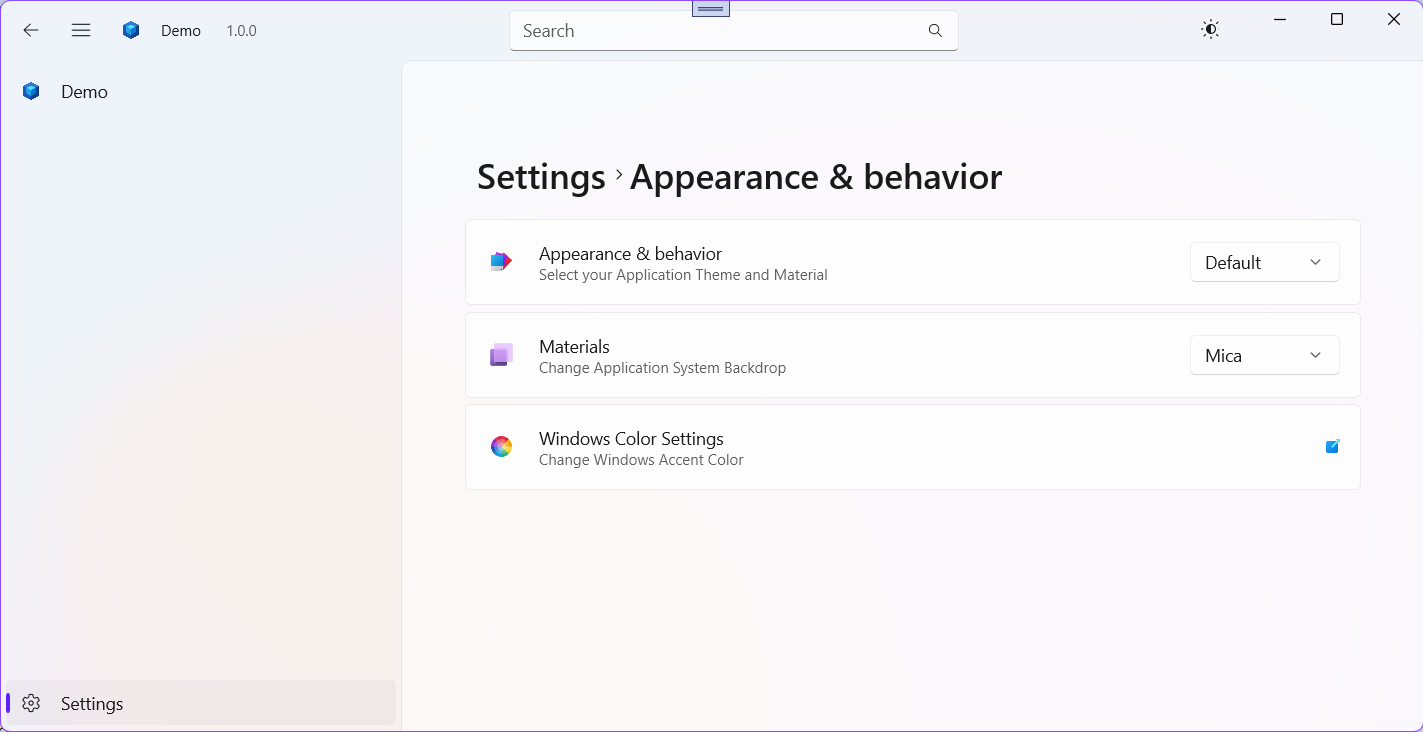 Demo 1.0.0
Search
Demo
Settings > Appearance & behavior
Appearance & behavior
Select your Application Theme and Material
Default
Materials
Change Application System Backdrop
Mica
Windows Color Settings
Change Windows Accent Color
Settings